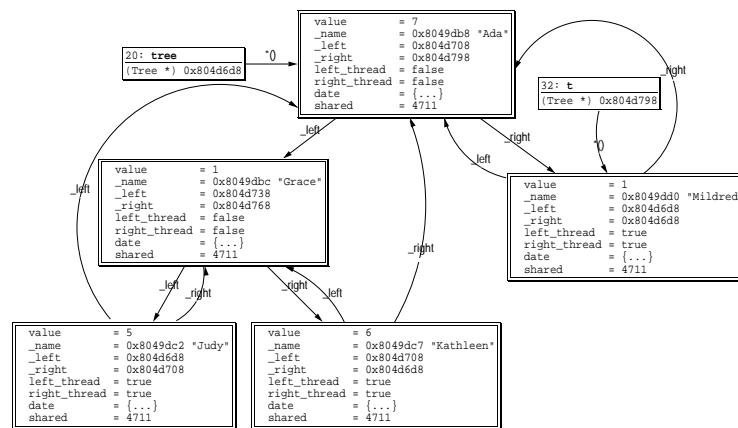 value = 7
_name = 0x8049db8 "Ada"
_left = 0x804d708
_right = 0x804d798
left_thread = false
right_thread = false
date = {...}
shared = 4711
20: tree
(Tree *) 0x804d6d8
*()
_right
32: t
(Tree *) 0x804d798
*()
_left
_right
_left
_left
value = 1
_name = 0x8049dbc "Grace"
_left = 0x804d738
_right = 0x804d768
left_thread = false
right_thread = false
date = {...}
shared = 4711
value = 1
_name = 0x8049dd0 "Mildred
_left = 0x804d6d8
_right = 0x804d6d8
left_thread = true
right_thread = true
date = {...}
shared = 4711
_right
_left
_right
_right
_left
value = 5
_name = 0x8049dc2 "Judy"
_left = 0x804d6d8
_right = 0x804d708
left_thread = true
right_thread = true
date = {...}
shared = 4711
value = 6
_name = 0x8049dc7 "Kathleen"
_left = 0x804d708
_right = 0x804d6d8
left_thread = true
right_thread = true
date = {...}
shared = 4711